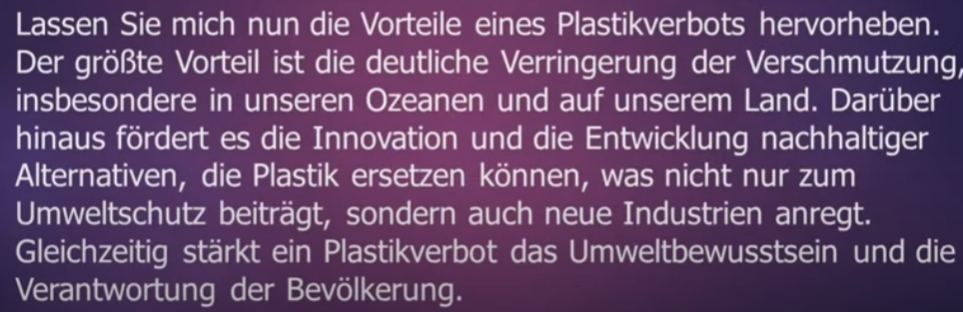 Lassen Sie mich nun die Vorteile eines Plastikverbots hervorheben.
Der größte Vorteil ist die deutliche Verringerung der Verschmutzung,
insbesondere in unseren Ozeanen und auf unserem Land. Darüber
hinaus fördert es die Innovation und die Entwicklung nachhaltiger
Alternativen, die Plastik ersetzen können, was nicht nur zum
Umweltschutz beiträgt, sondern auch neue Industrien anregt.
Gleichzeitig stärkt ein Plastikverbot das Umweltbewusstsein und die
Verantwortung der Bevölkerung.